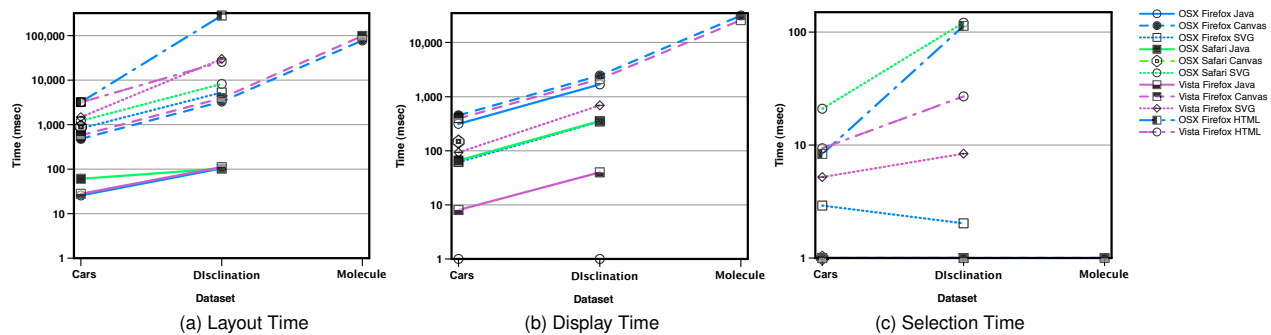 Time (msec)
100,000
10,000
1,000
100
10
1
Cars
DIsclination
Molecule
Dataset
(a) Layout Time
Time (msec)
10,000
1,000
100
10
1
Cars
DIsclination
Molecule
Dataset
(b) Display Time
Time (msec)
100
10
1
Cars
DIsclination
Molecule
Dataset
(c) Selection Time
OSX Firefox Java
OSX Firefox Canvas
OSX Firefox SVG
OSX Safari Java
OSX Safari Canvas
OSX Safari SVG
Vista Firefox Java
Vista Firefox Canvas
Vista Firefox SVG
OSX Firefox HTML
Vista Firefox HTML